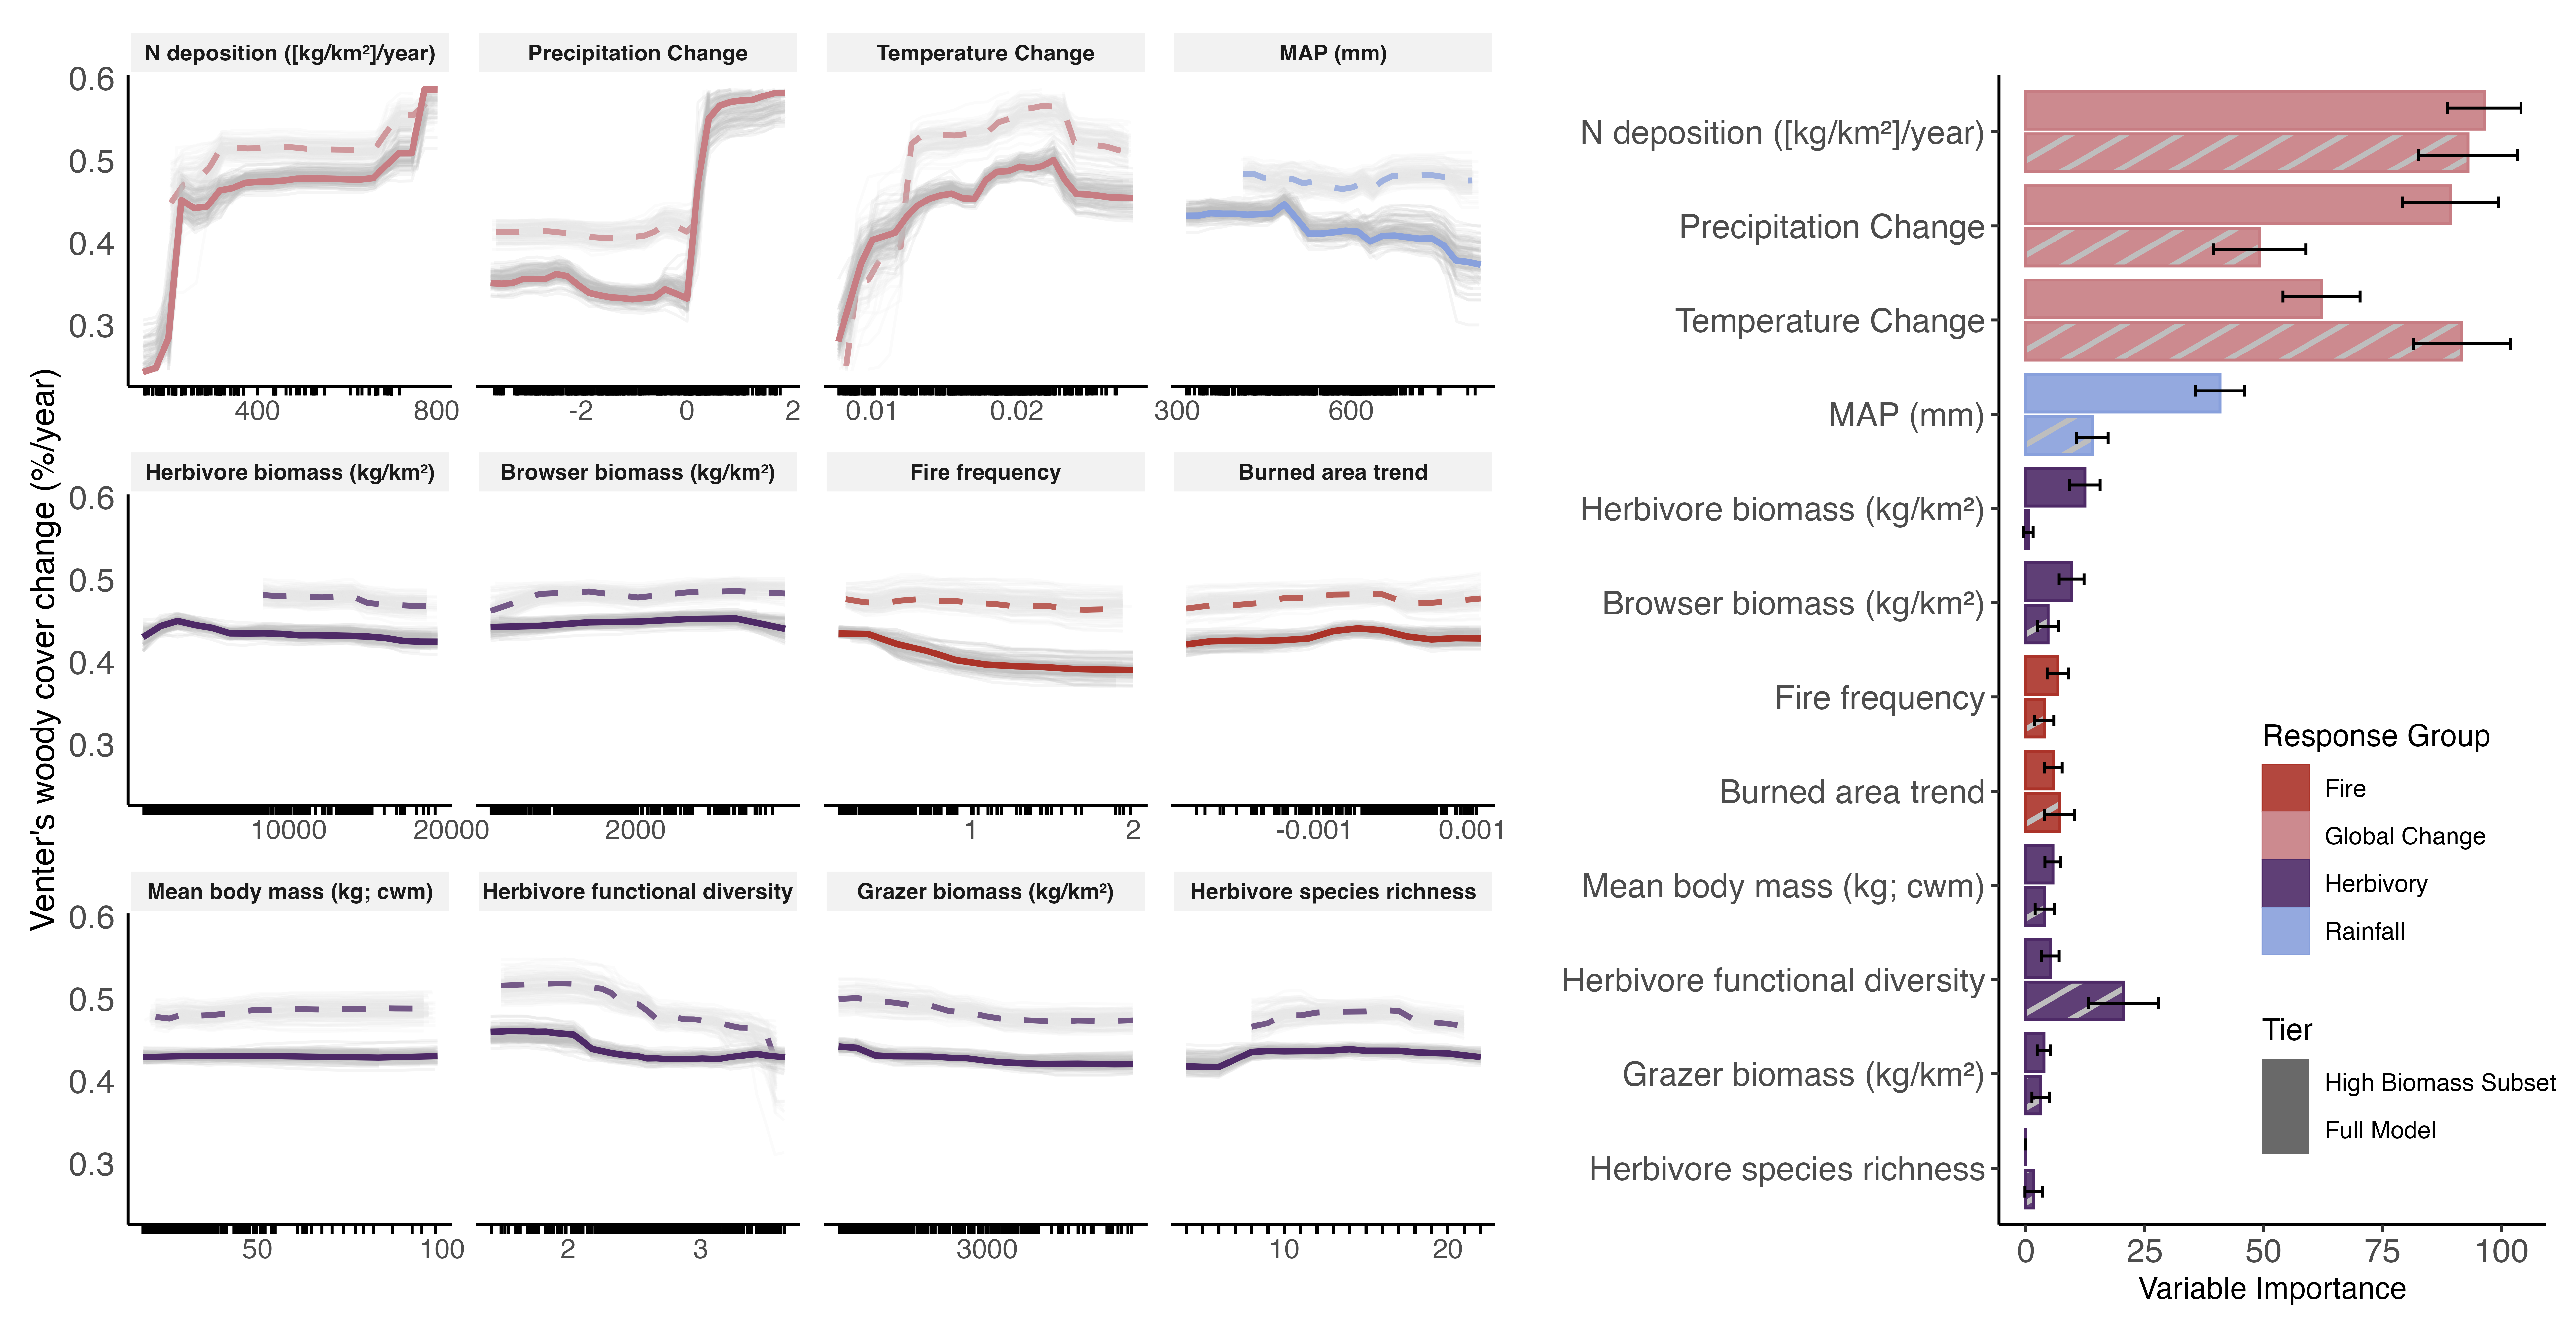 Venter's woody cover change (%/year)
N deposition ([kg/km²]/year)
Precipitation Change
Temperature Change
MAP (mm)
0.6
0.5
0.4
0.3
400
800
-2
0
2
0.01
0.02
300
600
Herbivore biomass (kg/km²)
Browser biomass (kg/km²)
Fire frequency
Burned area trend
0.6
0.5
0.4
0.3
10000
20000
2000
1
2
-0.001
0.001
Mean body mass (kg; cwm)
Herbivore functional diversity
Grazer biomass (kg/km²)
Herbivore species richness
0.6
0.5
0.4
0.3
50
100
2
3
3000
10
20
N deposition ([kg/km²]/year)
Precipitation Change
Temperature Change
MAP (mm)
Herbivore biomass (kg/km²)
Browser biomass (kg/km²)
Fire frequency
Burned area trend
Mean body mass (kg; cwm)
Herbivore functional diversity
Grazer biomass (kg/km²)
Herbivore species richness
0
25
50
75
100
Variable Importance
Response Group
Fire
Global Change
Herbivory
Rainfall
Tier
High Biomass Subset
Full Model